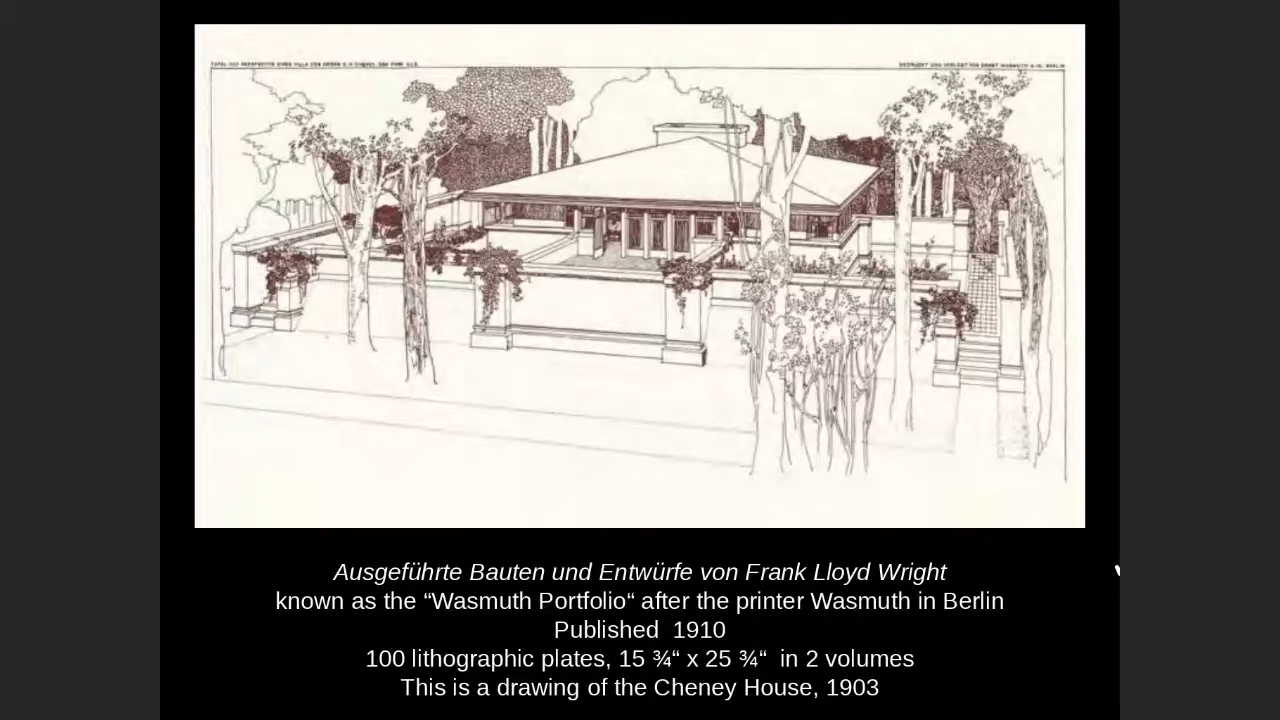 Ausgeführte Bauten und Entwürfe von Frank Lloyd Wright
known as the “Wasmuth Portfolio“ after the printer Wasmuth in Berlin
Published 1910
100 lithographic plates, 15 ¾“ x 25 ¾“ in 2 volumes
This is a drawing of the Cheney House, 1903